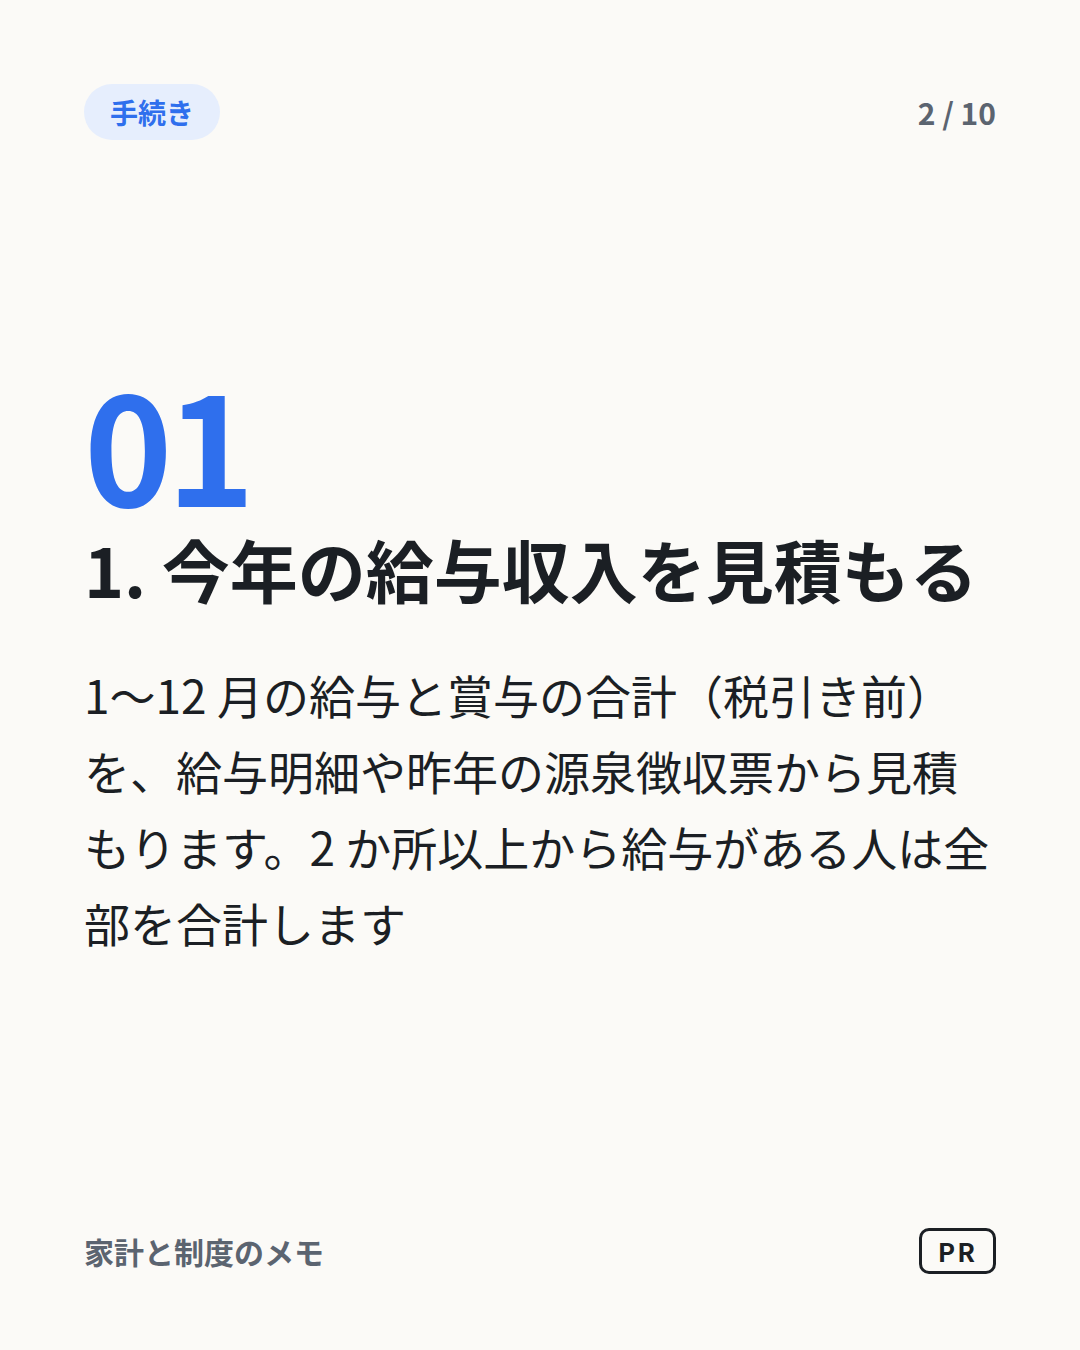 手続き
2 / 10
01
1. 今年の給与収入を見積もる
1〜12 月の給与と賞与の合計（税引き前）
を、給与明細や昨年の源泉徴収票から見積
もります。2 か所以上から給与がある人は全
部を合計します
家計と制度のメモ
PR